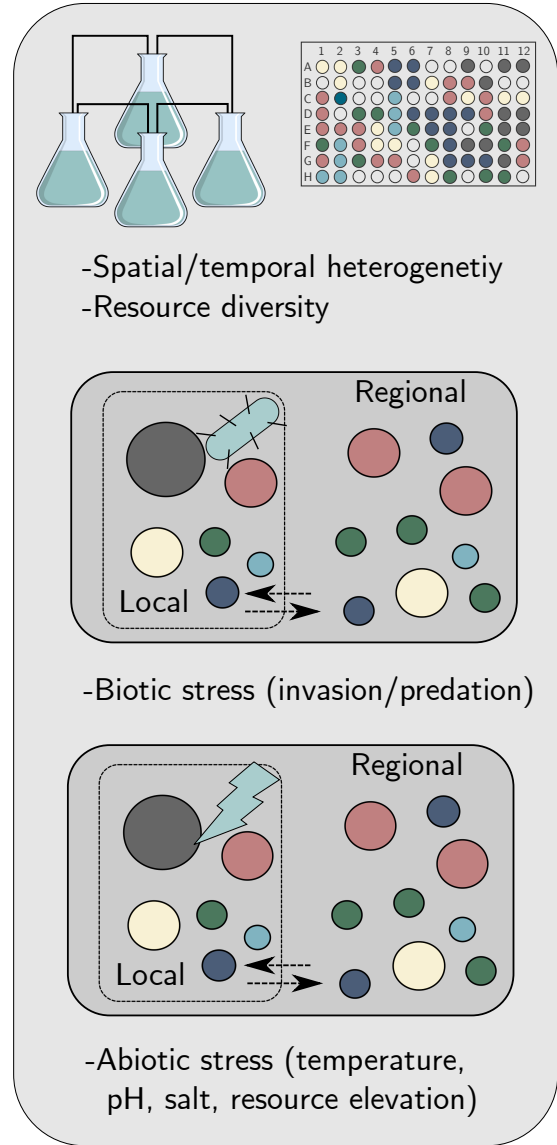 1 2 3 4 5 6 7 8 9 10 11 12
A
B
C
D
E
F
G
H
-Spatial/temporal heterogenetiy
-Resource diversity
Regional
Local
-Biotic stress (invasion/predation)
Regional
Local
-Abiotic stress (temperature,
pH, salt, resource elevation)